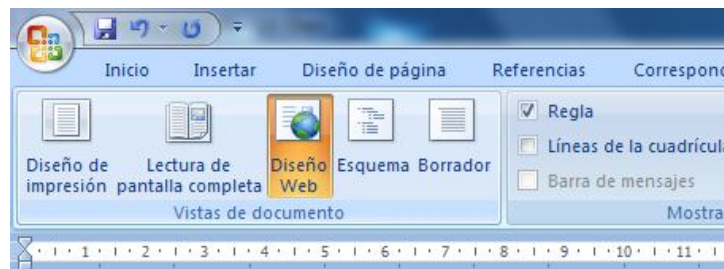 Inicio Insertar Diseño de página Referencias Correspond
Diseño de impresión
Lectura de pantalla completa
Diseño Web
Esquema
Borrador
Vistas de documento
Regla
Líneas de la cuadrícula
Barra de mensajes
Mostra
1 2 3 4 5 6 7 8 9 10 11